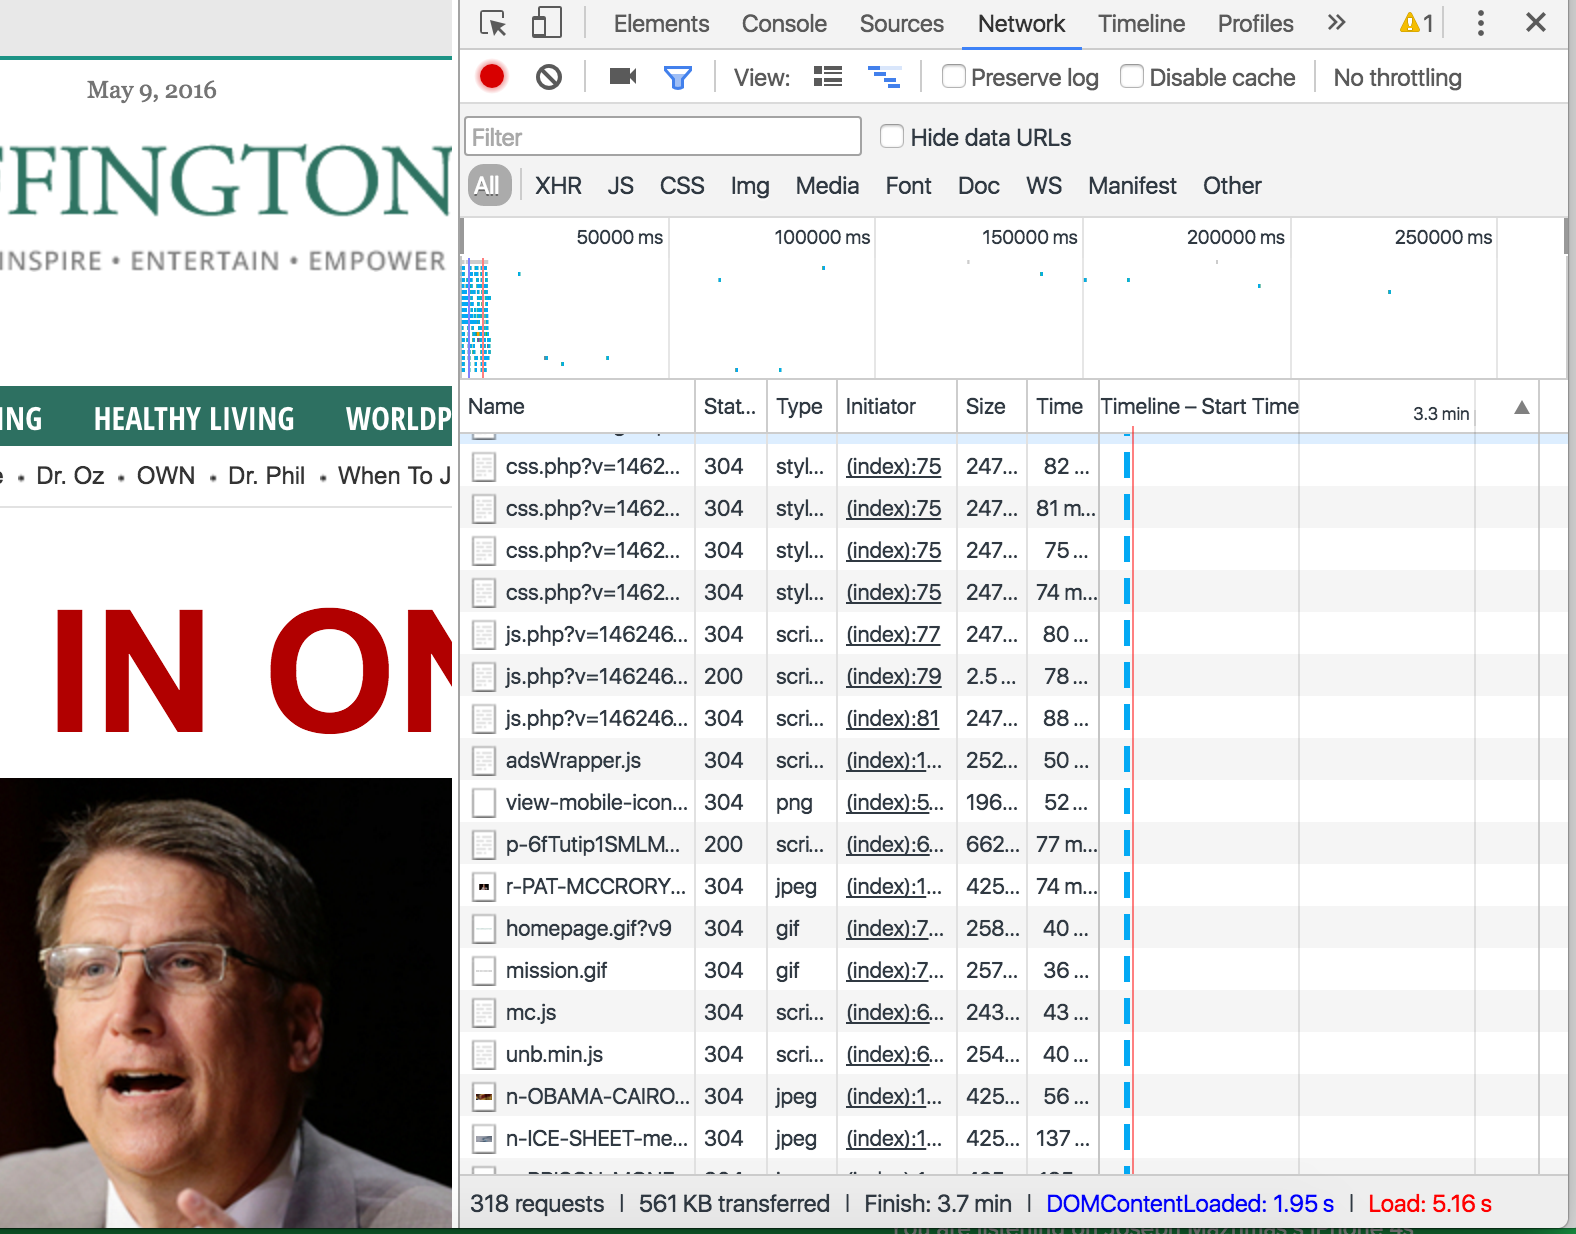 May 9, 2016
FFINGTON
INSPIRE • ENTERTAIN • EMPOWER
ING HEALTHY LIVING WORLDP
e • Dr. Oz • OWN • Dr. Phil • When To J
IN ON
Elements Console Sources Network Timeline Profiles » 1
View: Preserve log Disable cache No throttling
Filter Hide data URLs
All XHR JS CSS Img Media Font Doc WS Manifest Other
50000 ms 100000 ms 150000 ms 200000 ms 250000 ms
Name Stat... Type Initiator Size Time Timeline – Start Time 3.3 min
css.php?v=1462... 304 styl... (index):75 247... 82 ...
css.php?v=1462... 304 styl... (index):75 247... 81 m...
css.php?v=1462... 304 styl... (index):75 247... 75 ...
css.php?v=1462... 304 styl... (index):75 247... 74 m...
js.php?v=146246... 304 scri... (index):77 247... 80 ...
js.php?v=146246... 200 scri... (index):79 2.5 ... 78 ...
js.php?v=146246... 304 scri... (index):81 247... 88 ...
adsWrapper.js 304 scri... (index):1... 252... 50 ...
view-mobile-icon... 304 png (index):5... 196... 52 ...
p-6fTutip1SMLM... 200 scri... (index):6... 662... 77 m...
r-PAT-MCCRORY... 304 jpeg (index):1... 425... 74 m...
homepage.gif?v9 304 gif (index):7... 258... 40 ...
mission.gif 304 gif (index):7... 257... 36 ...
mc.js 304 scri... (index):6... 243... 43 ...
unb.min.js 304 scri... (index):6... 254... 40 ...
n-OBAMA-CAIRO... 304 jpeg (index):1... 425... 56 ...
n-ICE-SHEET-me... 304 jpeg (index):1... 425... 137 ...
318 requests | 561 KB transferred | Finish: 3.7 min | DOMContentLoaded: 1.95 s | Load: 5.16 s